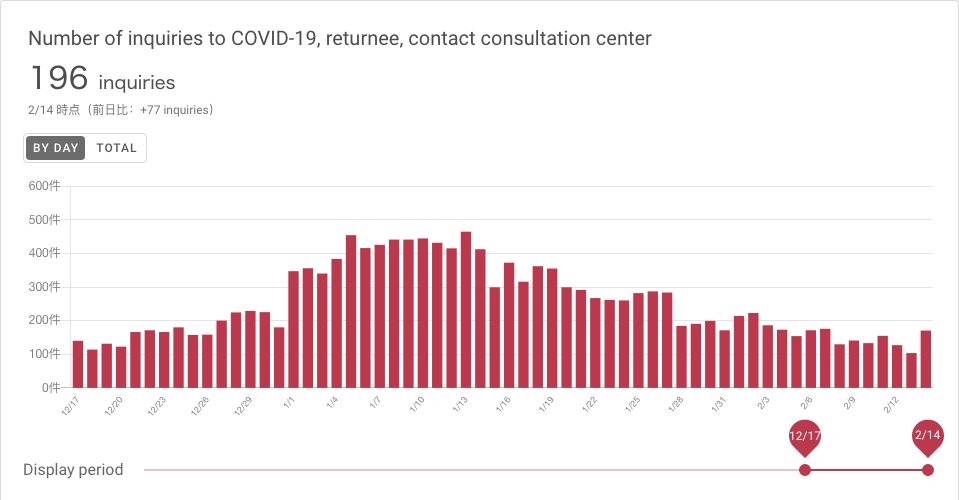 Number of inquiries to COVID-19, returnee, contact consultation center
196 inquiries
2/14 時点（前日比： +77 inquiries）
BY DAY TOTAL
600件
500件
400件
300件
200件
100件
0件
12/17 12/20 12/23 12/26 12/29 1/1 1/4 1/7 1/10 1/13 1/16 1/19 1/22 1/25 1/28 1/31 2/3 2/6 2/9 2/12
12/17 2/14
Display period